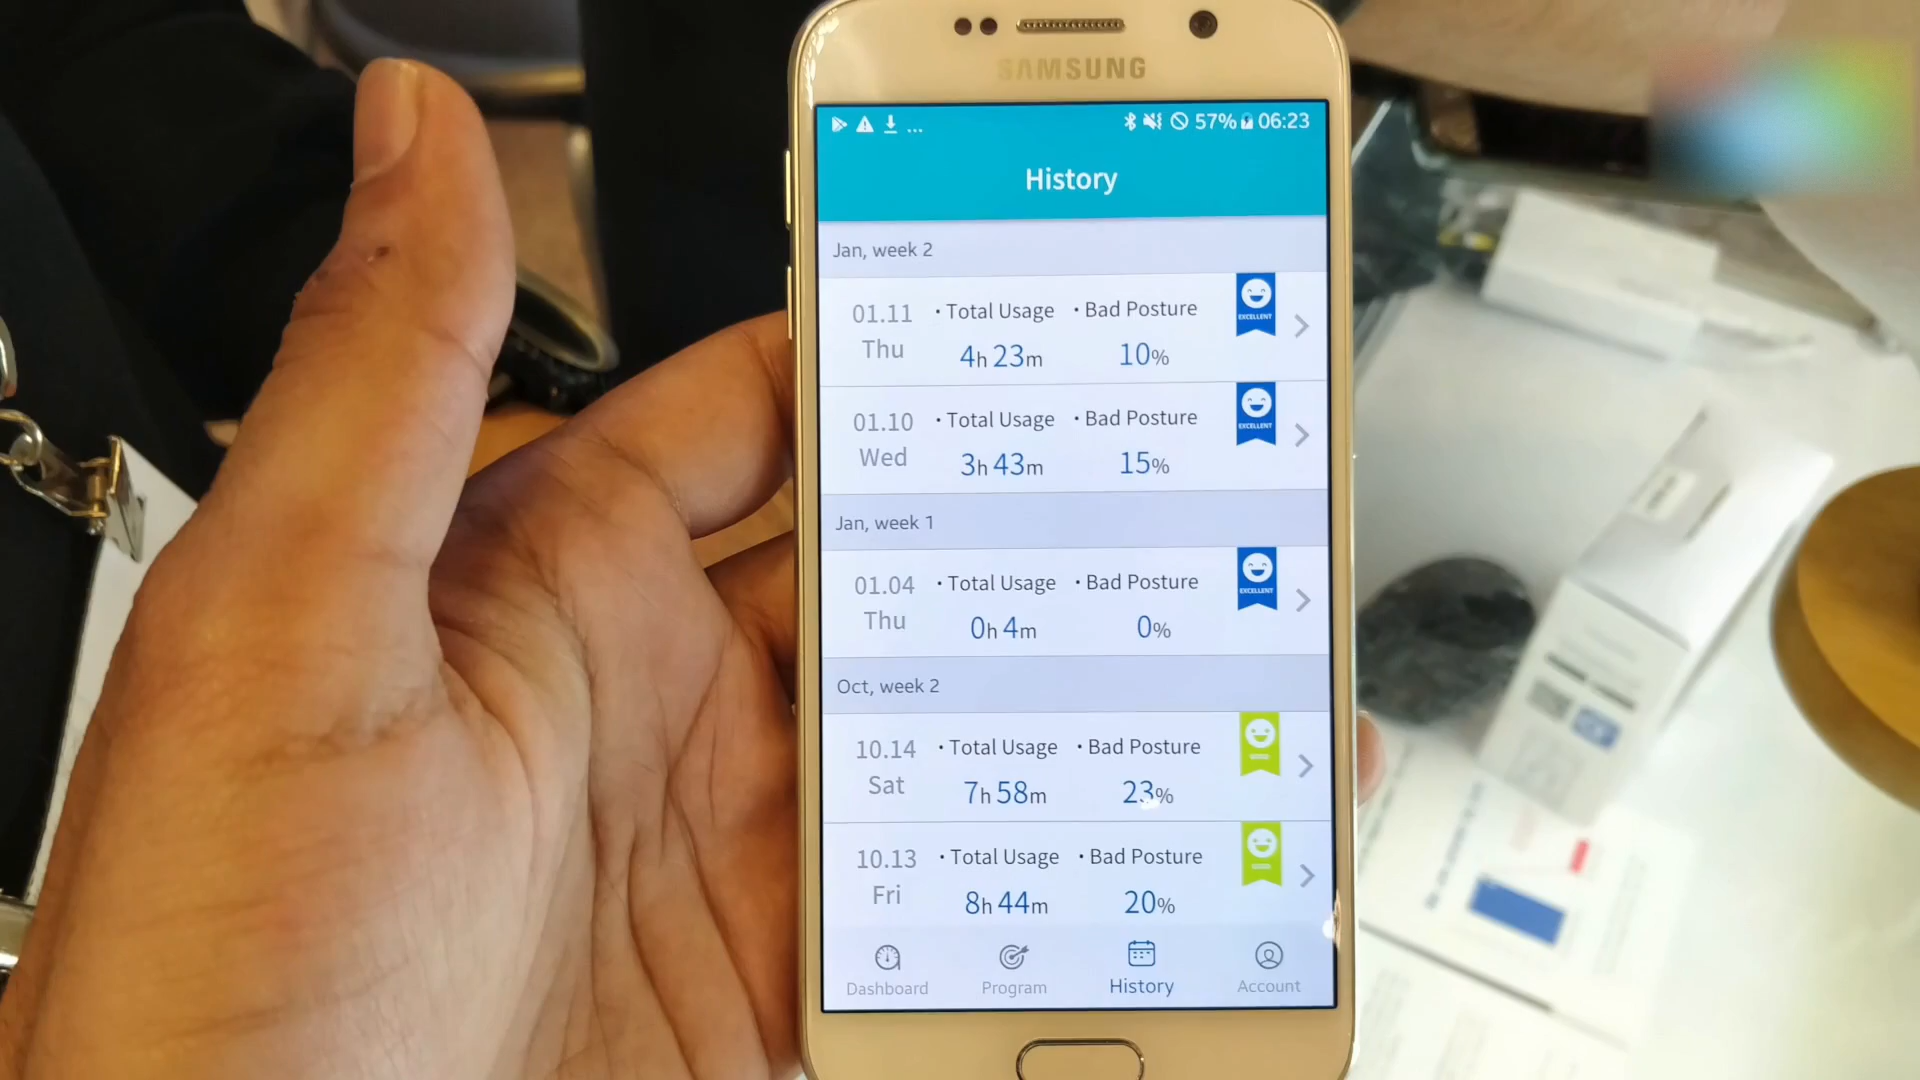 SAMSUNG
... 57% 06:23
History
Jan, week 2
01.11 • Total Usage • Bad Posture EXCELLENT
Thu 4h 23m 10%
01.10 • Total Usage • Bad Posture EXCELLENT
Wed 3h 43m 15%
Jan, week 1
01.04 • Total Usage • Bad Posture EXCELLENT
Thu 0h 4m 0%
Oct, week 2
10.14 • Total Usage • Bad Posture
Sat 7h 58m 23%
10.13 • Total Usage • Bad Posture
Fri 8h 44m 20%
Dashboard Program History Account